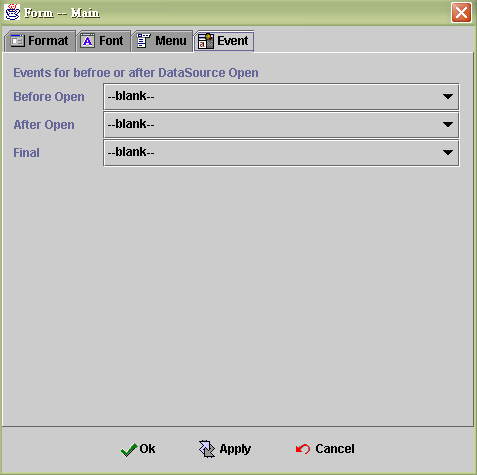 Form -- Main
Format Font Menu Event
Events for befroe or after DataSource Open
Before Open --blank--
After Open --blank--
Final --blank--
Ok Apply Cancel